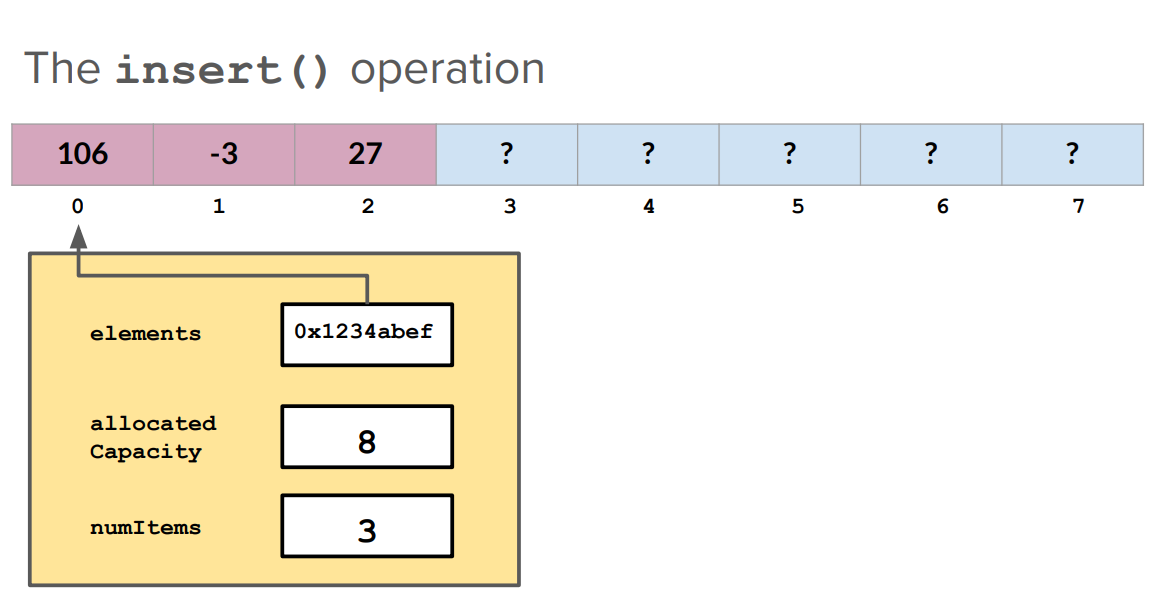 The insert() operation
106 -3 27 ? ? ? ? ?
0 1 2 3 4 5 6 7
elements 0x1234abef
allocated
Capacity 8
numItems 3